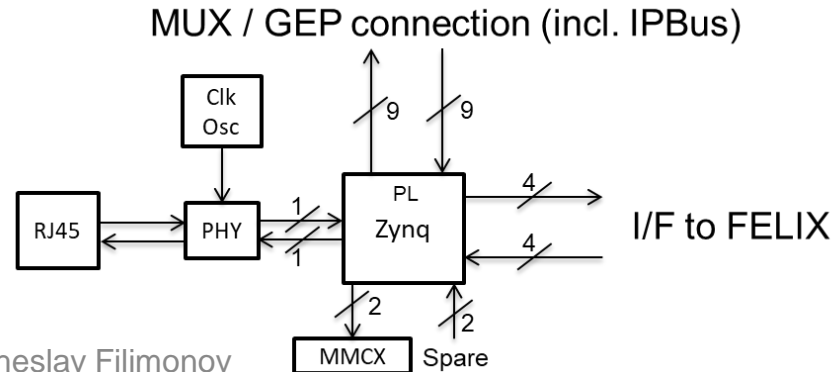 MUX / GEP connection (incl. IPBus)
Clk
Osc
9
9
PL
Zynq
4
4
I/F to FELIX
RJ45
PHY
1
1
2
2
MMCX
Spare
Filimonov